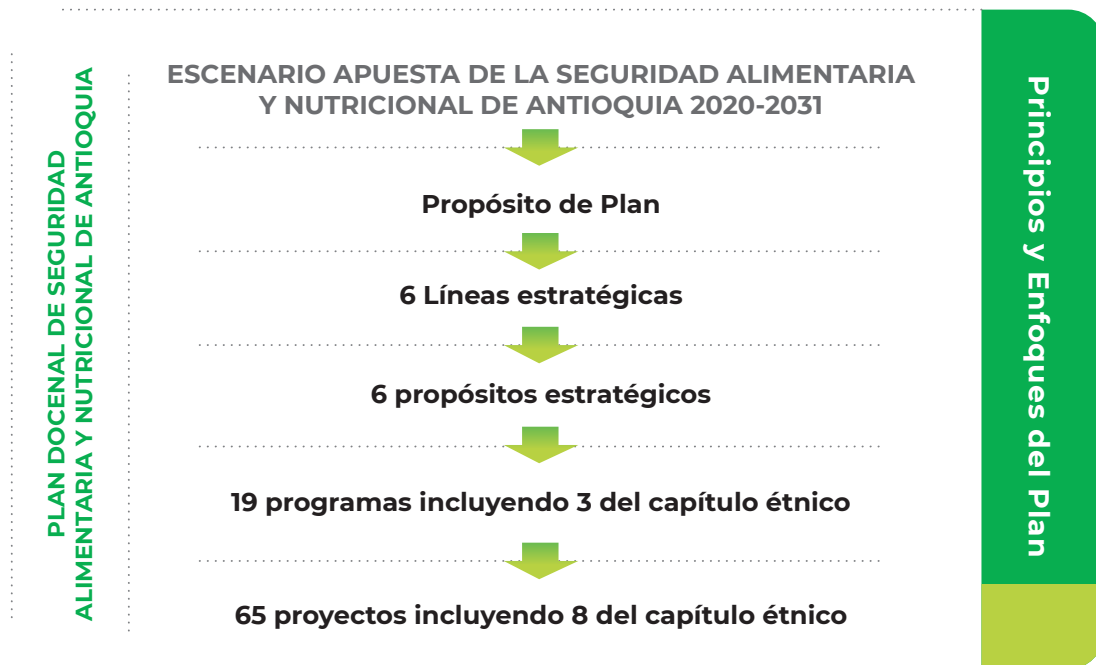 PLAN DOCENAL DE SEGURIDAD
ALIMENTARIA Y NUTRICIONAL DE ANTIOQUIA
ESCENARIO APUESTA DE LA SEGURIDAD ALIMENTARIA
Y NUTRICIONAL DE ANTIOQUIA 2020-2031
Propósito de Plan
6 Líneas estratégicas
6 propósitos estratégicos
19 programas incluyendo 3 del capítulo étnico
65 proyectos incluyendo 8 del capítulo étnico
Principios y Enfoques del Plan